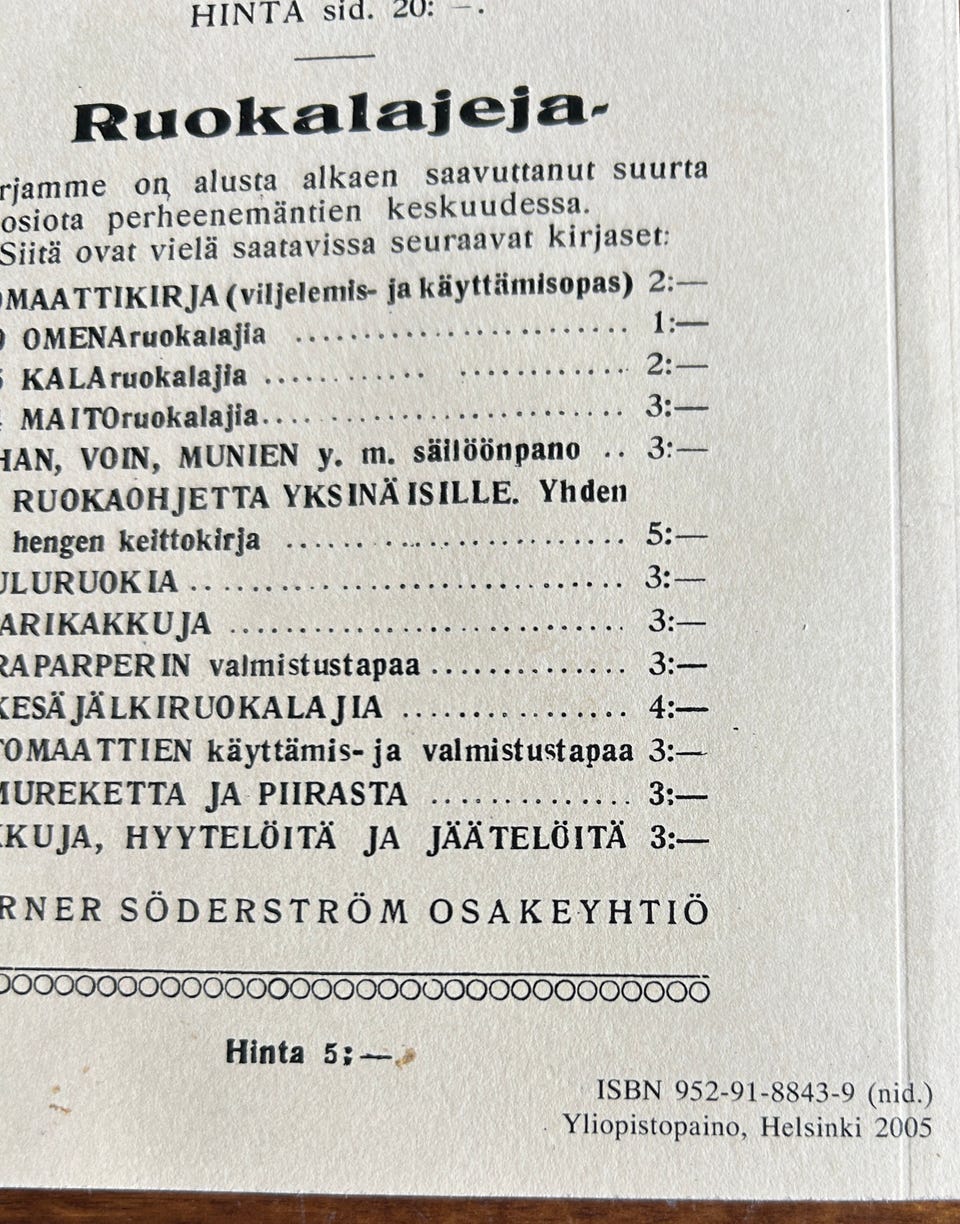 HINTA sid. 20: —.
Ruokalajeja-
rjamme on alusta alkaen saavuttanut suurta
osiota perheenemäntien keskuudessa.
Siitä ovat vielä saatavissa seuraavat kirjaset:
OMAATTIKIRJA (viljelemis- ja käyttämisopas) 2:—
OMENAruokalajia .......................... 1:—
KALAruokalajia ............ ............. 2:—
MAITOruokalajia.......................... 3:—
HAN, VOIN, MUNIEN y. m. säilöönpano .. 3:—
RUOKAOHJETTA YKSINÄISILLE. Yhden
hengen keittokirja .......................... 5:—
ULURUOKIA .............................. 3:—
ARIKAKKUJA ............................ 3:—
RAPARPERIN valmistustapaa ............... 3:—
KESÄJÄLKIRUOKALAJIA ................. 4:—
TOMAATTIEN käyttämis- ja valmistustapaa 3:—
MUREKETTA JA PIIRASTA ............... 3:—
KKUJA, HYYTELÖITÄ JA JÄÄTELÖITÄ 3:—
RNER SÖDERSTRÖM OSAKEYHTIÖ
Hinta 5:—
ISBN 952-91-8843-9 (nid.)
Yliopistopaino, Helsinki 2005